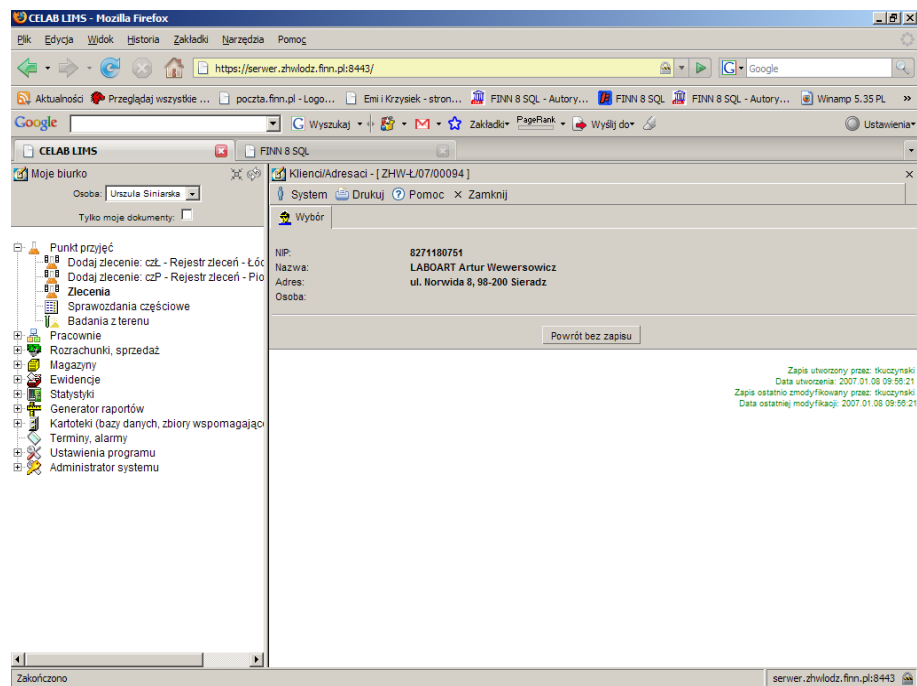 CELAB LIMS - Mozilla Firefox
Plik Edycja Widok Historia Zakładki Narzędzia Pomoc
https://serwer.zhwlodz.finn.pl:8443/
G Google
Aktualności Przeglądaj wszystkie ... poczta.finn.pl - Logo... Emi i Krzysiek - stron... FINN 8 SQL - Autory... FINN 8 SQL FINN 8 SQL - Autory... Winamp 5.35 PL »
Google G Wyszukaj Zakładki PageRank Wyślij do Ustawienia
CELAB LIMS FINN 8 SQL
Moje biurko
Osoba: Urszula Siniarska
Tylko moje dokumenty:
Punkt przyjęć
Dodaj zlecenie: czŁ - Rejestr zleceń - Łóc
Dodaj zlecenie: czP - Rejestr zleceń - Pio
Zlecenia
Sprawozdania częściowe
Badania z terenu
Pracownie
Rozrachunki, sprzedaż
Magazyny
Ewidencje
Statystyki
Generator raportów
Kartoteki (bazy danych, zbiory wspomagając
Terminy, alarmy
Ustawienia programu
Administrator systemu
Klienci/Adresaci - [ ZHW-Ł/07/00094 ]
System Drukuj Pomoc Zamknij
Wybór
NIP: 8271180751
Nazwa: LABOART Artur Wewersowicz
Adres: ul. Norwida 8, 98-200 Sieradz
Osoba:
Powrót bez zapisu
Zapis utworzony przez: tkuczynski
Data utworzenia: 2007.01.08 09:56:21
Zapis ostatnio zmodyfikowany przez: tkuczynski
Data ostatniej modyfikacji: 2007.01.08 09:56:21
Zakończono serwer.zhwlodz.finn.pl:8443